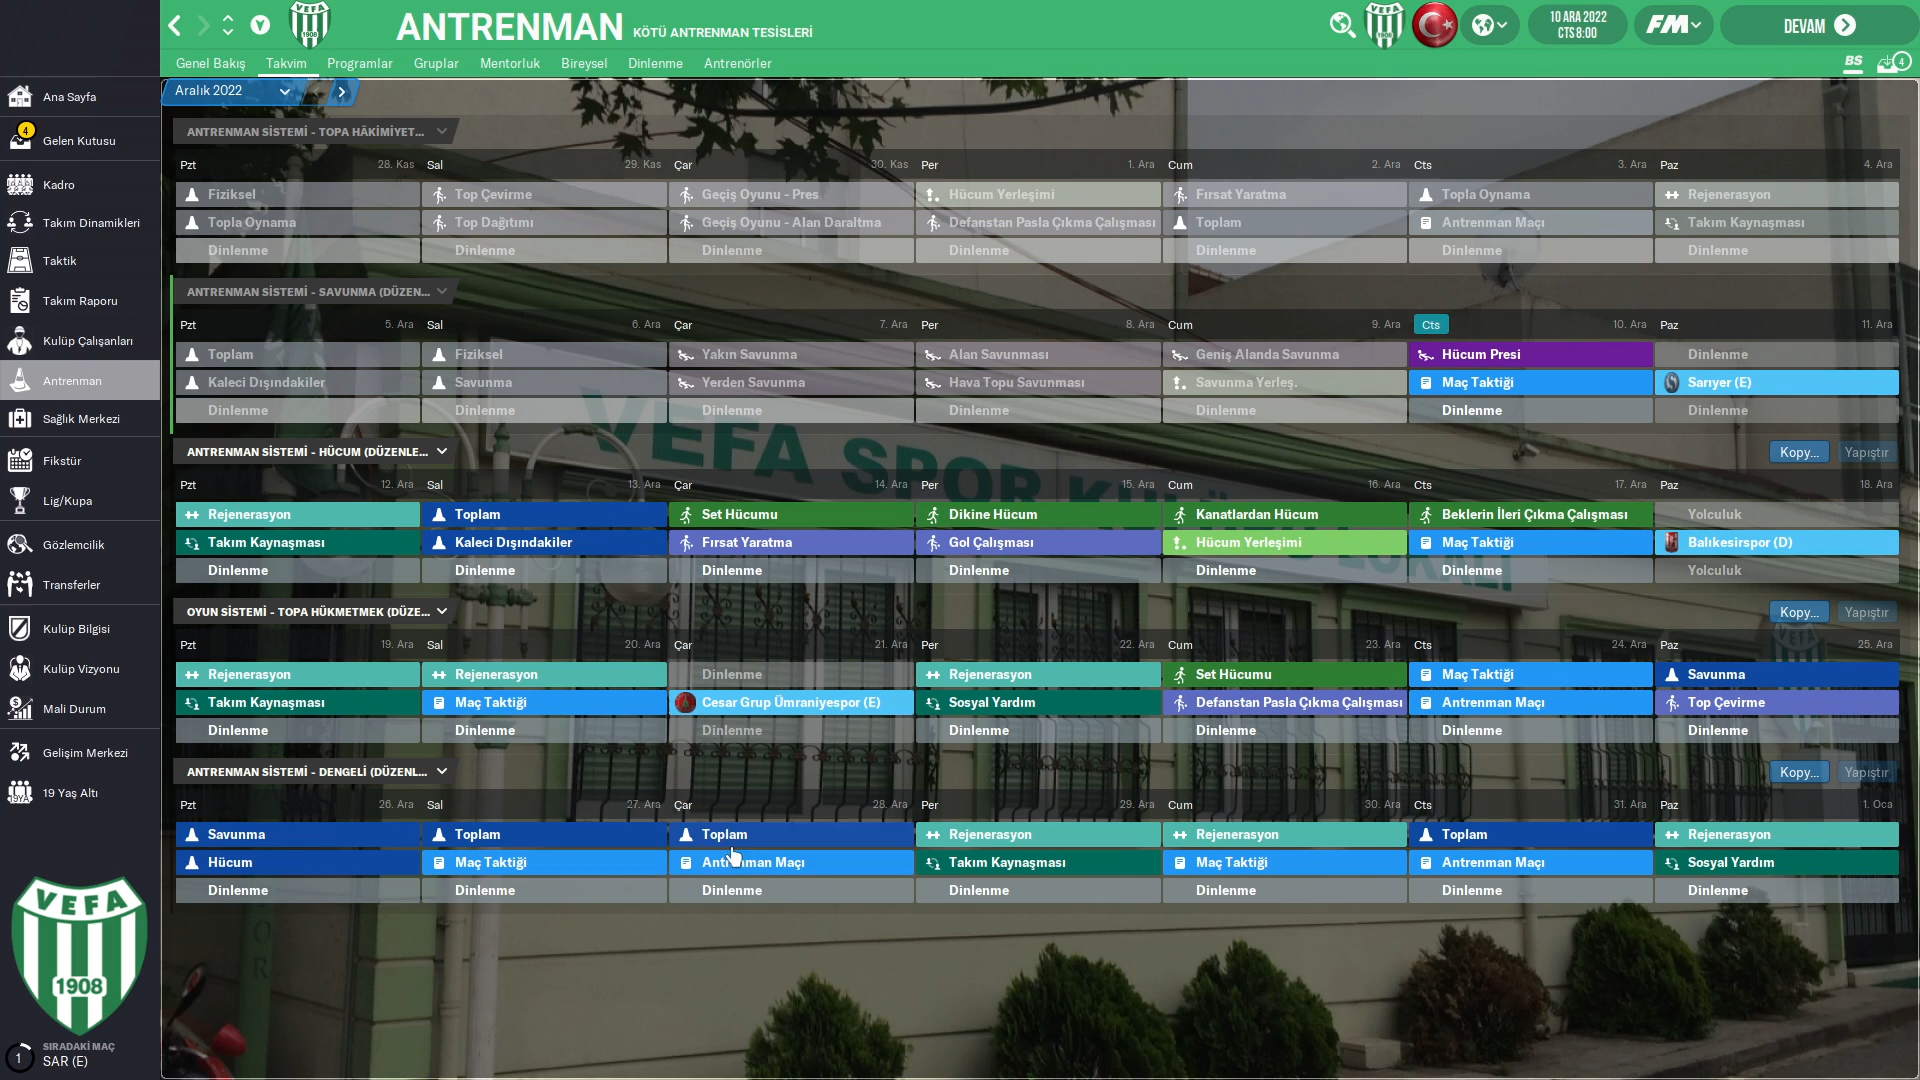 VEFA
1908
ANTRENMAN KÖTÜ ANTRENMAN TESİSLERİ
10 ARA 2022
CTS 8:00
FM
DEVAM
Genel Bakış Takvim Programlar Gruplar Mentorluk Bireysel Dinlenme Antrenörler
BS 4
Aralık 2022
Ana Sayfa
4
Gelen Kutusu
Kadro
Takım Dinamikleri
Taktik
Takım Raporu
Kulüp Çalışanları
Antrenman
Sağlık Merkezi
Fikstür
Lig/Kupa
Gözlemcilik
Transferler
Kulüp Bilgisi
Kulüp Vizyonu
Mali Durum
Gelişim Merkezi
19 Yaş Altı
VEFA
1908
1
SIRADAKİ MAÇ
SAR (E)
ANTRENMAN SİSTEMİ - TOPA HÂKİMİYET...
Pzt 28. Kas Sal 29. Kas Çar 30. Kas Per 1. Ara Cum 2. Ara Cts 3. Ara Paz 4. Ara
Fiziksel Top Çevirme Geçiş Oyunu - Pres Hücum Yerleşimi Fırsat Yaratma Topla Oynama Rejenerasyon
Topla Oynama Top Dağıtımı Geçiş Oyunu - Alan Daraltma Defanstan Pasla Çıkma Çalışması Toplam Antrenman Maçı Takım Kaynaşması
Dinlenme Dinlenme Dinlenme Dinlenme Dinlenme Dinlenme Dinlenme
ANTRENMAN SİSTEMİ - SAVUNMA (DÜZEN...
Pzt 5. Ara Sal 6. Ara Çar 7. Ara Per 8. Ara Cum 9. Ara Cts 10. Ara Paz 11. Ara
Toplam Fiziksel Yakın Savunma Alan Savunması Geniş Alanda Savunma Hücum Presi Dinlenme
Kaleci Dışındakiler Savunma Yerden Savunma Hava Topu Savunması Savunma Yerleş. Maç Taktiği Sarıyer (E)
Dinlenme Dinlenme Dinlenme Dinlenme Dinlenme Dinlenme Dinlenme
VEFA SPOR KULÜBÜ LOKALİ
ANTRENMAN SİSTEMİ - HÜCUM (DÜZENLE... Kopy... Yapıştır
Pzt 12. Ara Sal 13. Ara Çar 14. Ara Per 15. Ara Cum 16. Ara Cts 17. Ara Paz 18. Ara
Rejenerasyon Toplam Set Hücumu Dikine Hücum Kanatlardan Hücum Beklerin İleri Çıkma Çalışması Yolculuk
Takım Kaynaşması Kaleci Dışındakiler Fırsat Yaratma Gol Çalışması Hücum Yerleşimi Maç Taktiği Balıkesirspor (D)
Dinlenme Dinlenme Dinlenme Dinlenme Dinlenme Dinlenme Yolculuk
OYUN SİSTEMİ - TOPA HÜKMETMEK (DÜZE... Kopy... Yapıştır
Pzt 19. Ara Sal 20. Ara Çar 21. Ara Per 22. Ara Cum 23. Ara Cts 24. Ara Paz 25. Ara
Rejenerasyon Rejenerasyon Dinlenme Rejenerasyon Set Hücumu Maç Taktiği Savunma
Takım Kaynaşması Maç Taktiği Cesar Grup Ümraniyespor (E) Sosyal Yardım Defanstan Pasla Çıkma Çalışması Antrenman Maçı Top Çevirme
Dinlenme Dinlenme Dinlenme Dinlenme Dinlenme Dinlenme Dinlenme
ANTRENMAN SİSTEMİ - DENGELİ (DÜZENL... Kopy... Yapıştır
Pzt 26. Ara Sal 27. Ara Çar 28. Ara Per 29. Ara Cum 30. Ara Cts 31. Ara Paz 1. Oca
Savunma Toplam Toplam Rejenerasyon Rejenerasyon Toplam Rejenerasyon
Hücum Maç Taktiği Antrenman Maçı Takım Kaynaşması Maç Taktiği Antrenman Maçı Sosyal Yardım
Dinlenme Dinlenme Dinlenme Dinlenme Dinlenme Dinlenme Dinlenme